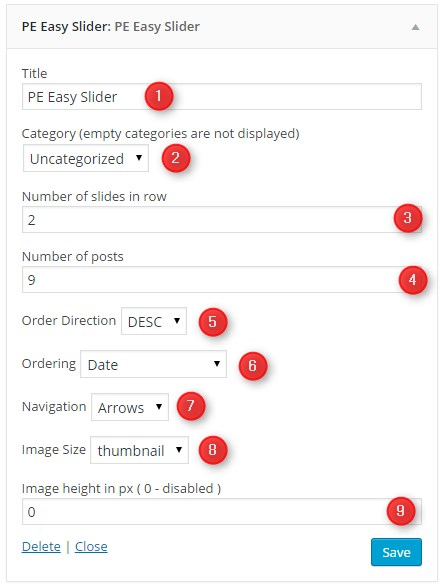 PE Easy Slider: PE Easy Slider
Title
PE Easy Slider 1
Category (empty categories are not displayed)
Uncategorized 2
Number of slides in row
2 3
Number of posts
9 4
Order Direction DESC 5
Ordering Date 6
Navigation Arrows 7
Image Size thumbnail 8
Image height in px ( 0 - disabled )
0 9
Delete | Close Save